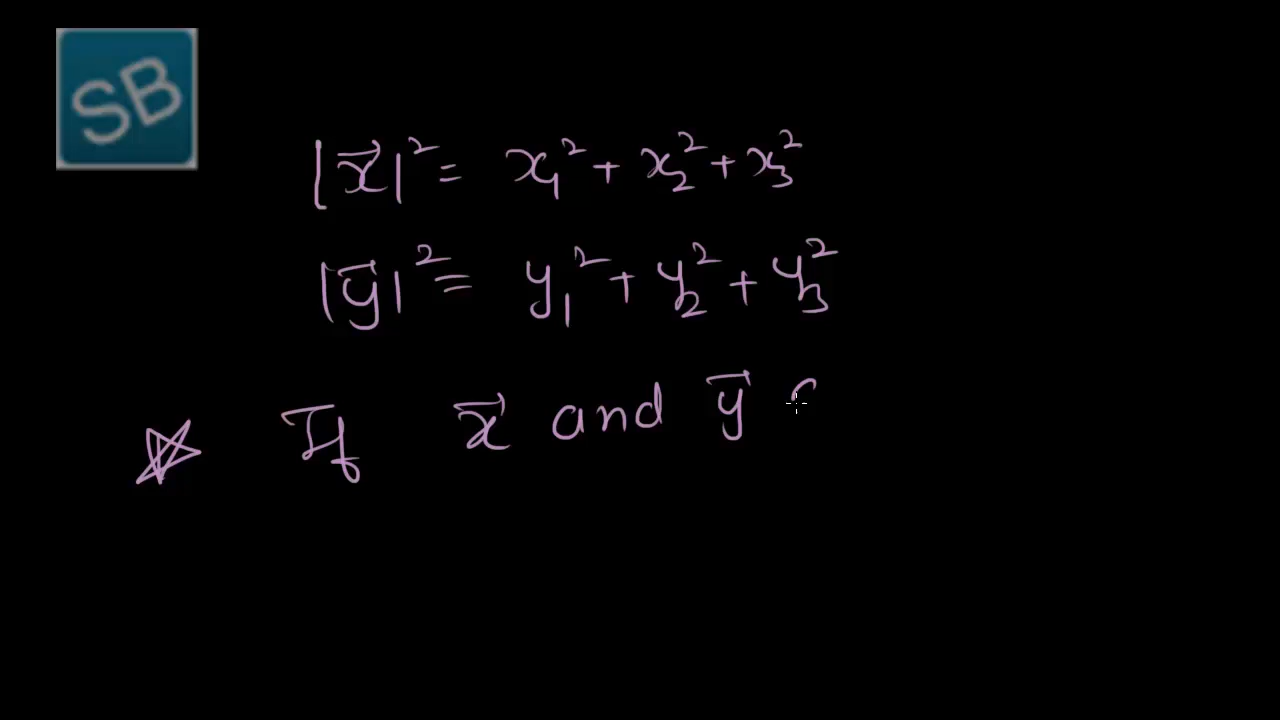 SB
|x⃗|² = x₁² + x₂² + x₃²
|y⃗|² = y₁² + y₂² + y₃²
If x⃗ and y⃗